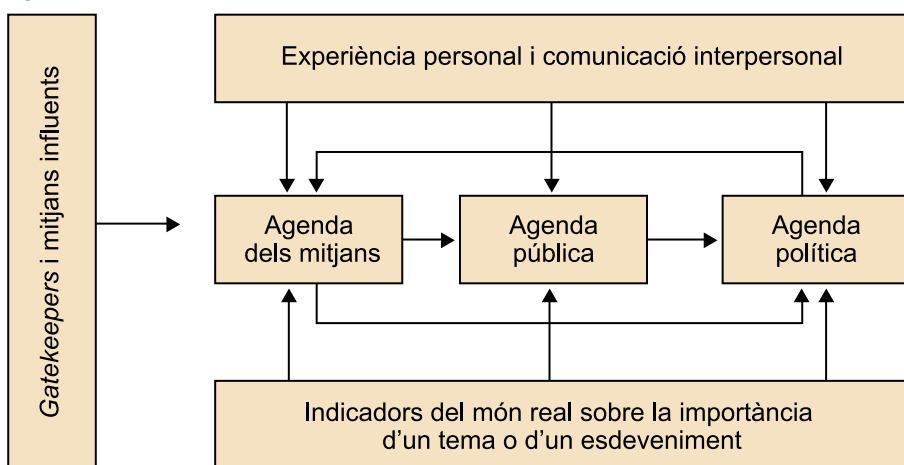 Gatekeepers i mitjans influents
Experiència personal i comunicació interpersonal
Agenda
dels mitjans
Agenda
pública
Agenda
política
Indicadors del món real sobre la importància
d’un tema o d’un esdeveniment